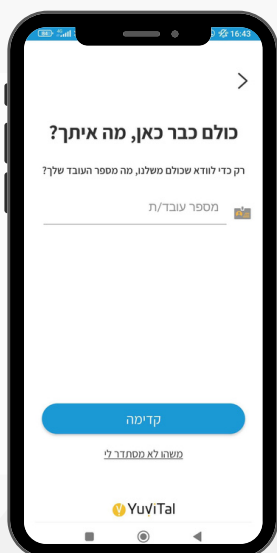 16:43
כולם כבר כאן, מה איתך?
רק כדי לוודא שכולם משלנו, מה מספר העובד שלך?
מספר עובד/ת
קדימה
משהו לא מסתדר לי
YuViTal